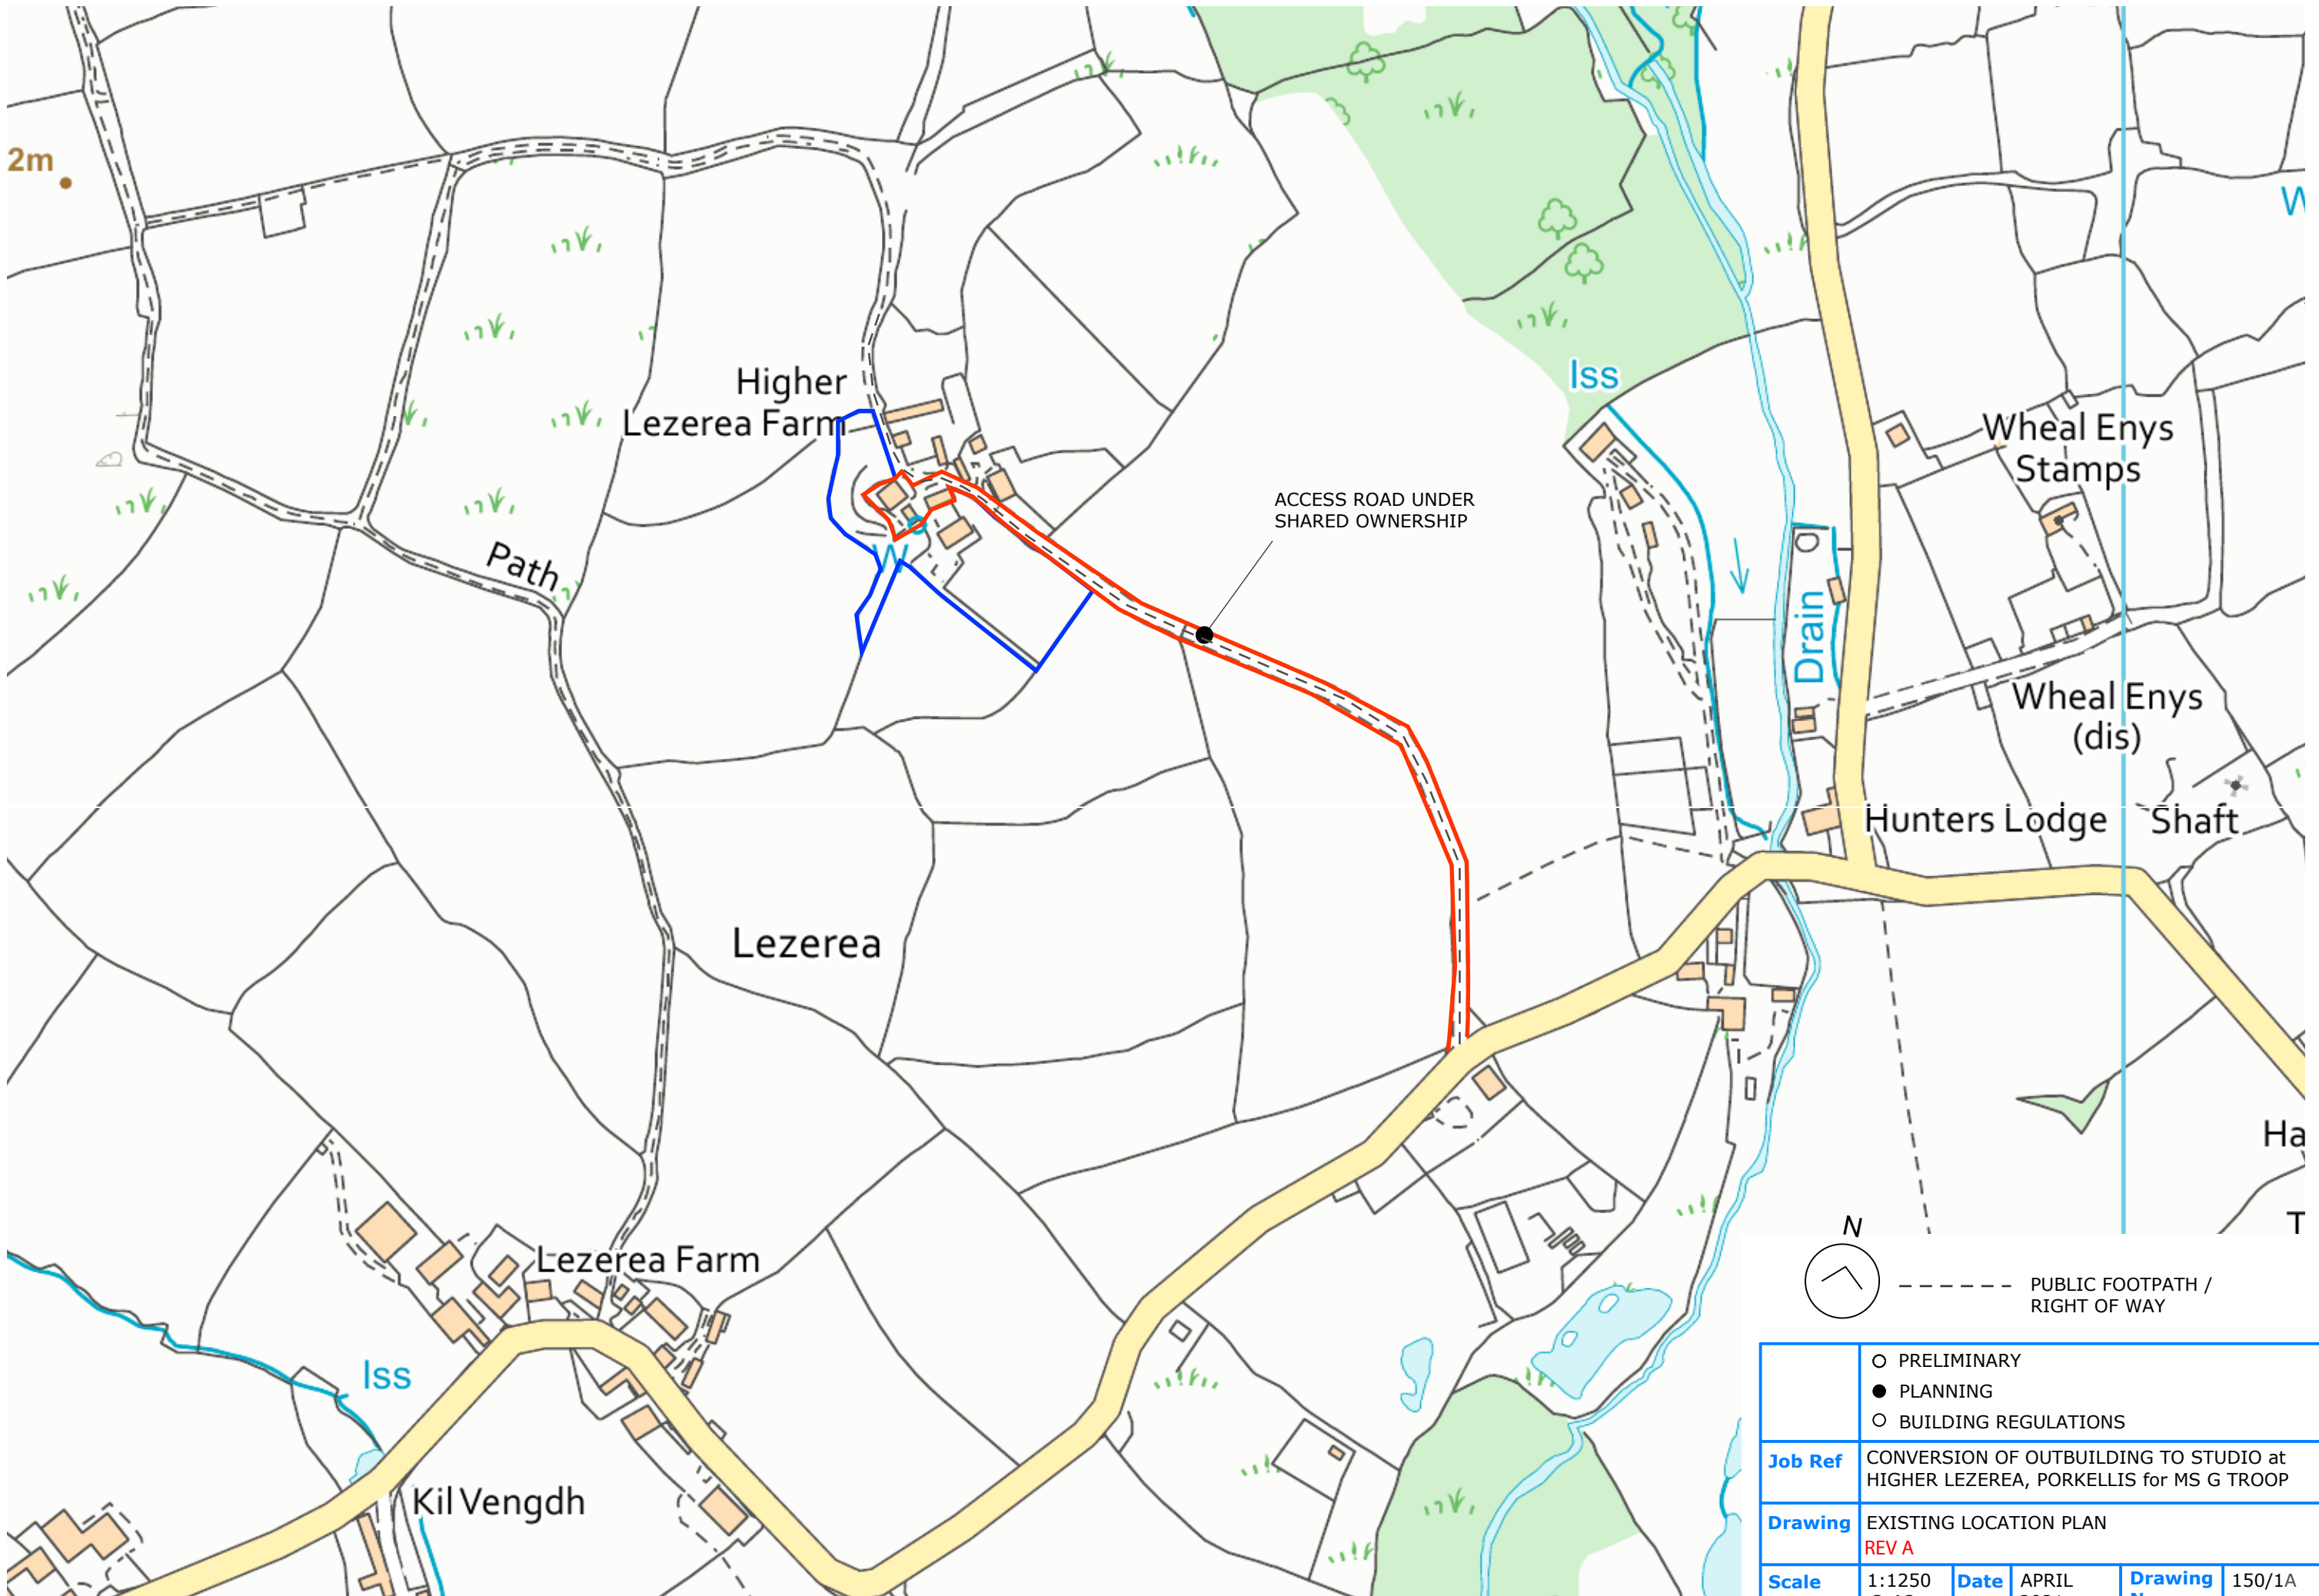 2m
W
Higher
Lezerea Farm
Iss
Wheal Enys
Stamps
ACCESS ROAD UNDER
SHARED OWNERSHIP
W
Path
Drain
Wheal Enys
(dis)
Hunters Lodge
Shaft
Lezerea
Ha
T
N
PUBLIC FOOTPATH /
RIGHT OF WAY
Lezerea Farm
Iss
Kil Vengdh
PRELIMINARY
PLANNING
BUILDING REGULATIONS
Job Ref
CONVERSION OF OUTBUILDING TO STUDIO at
HIGHER LEZEREA, PORKELLIS for MS G TROOP
Drawing
EXISTING LOCATION PLAN
REV A
Scale
1:1250
Date
APRIL
Drawing
150/1A